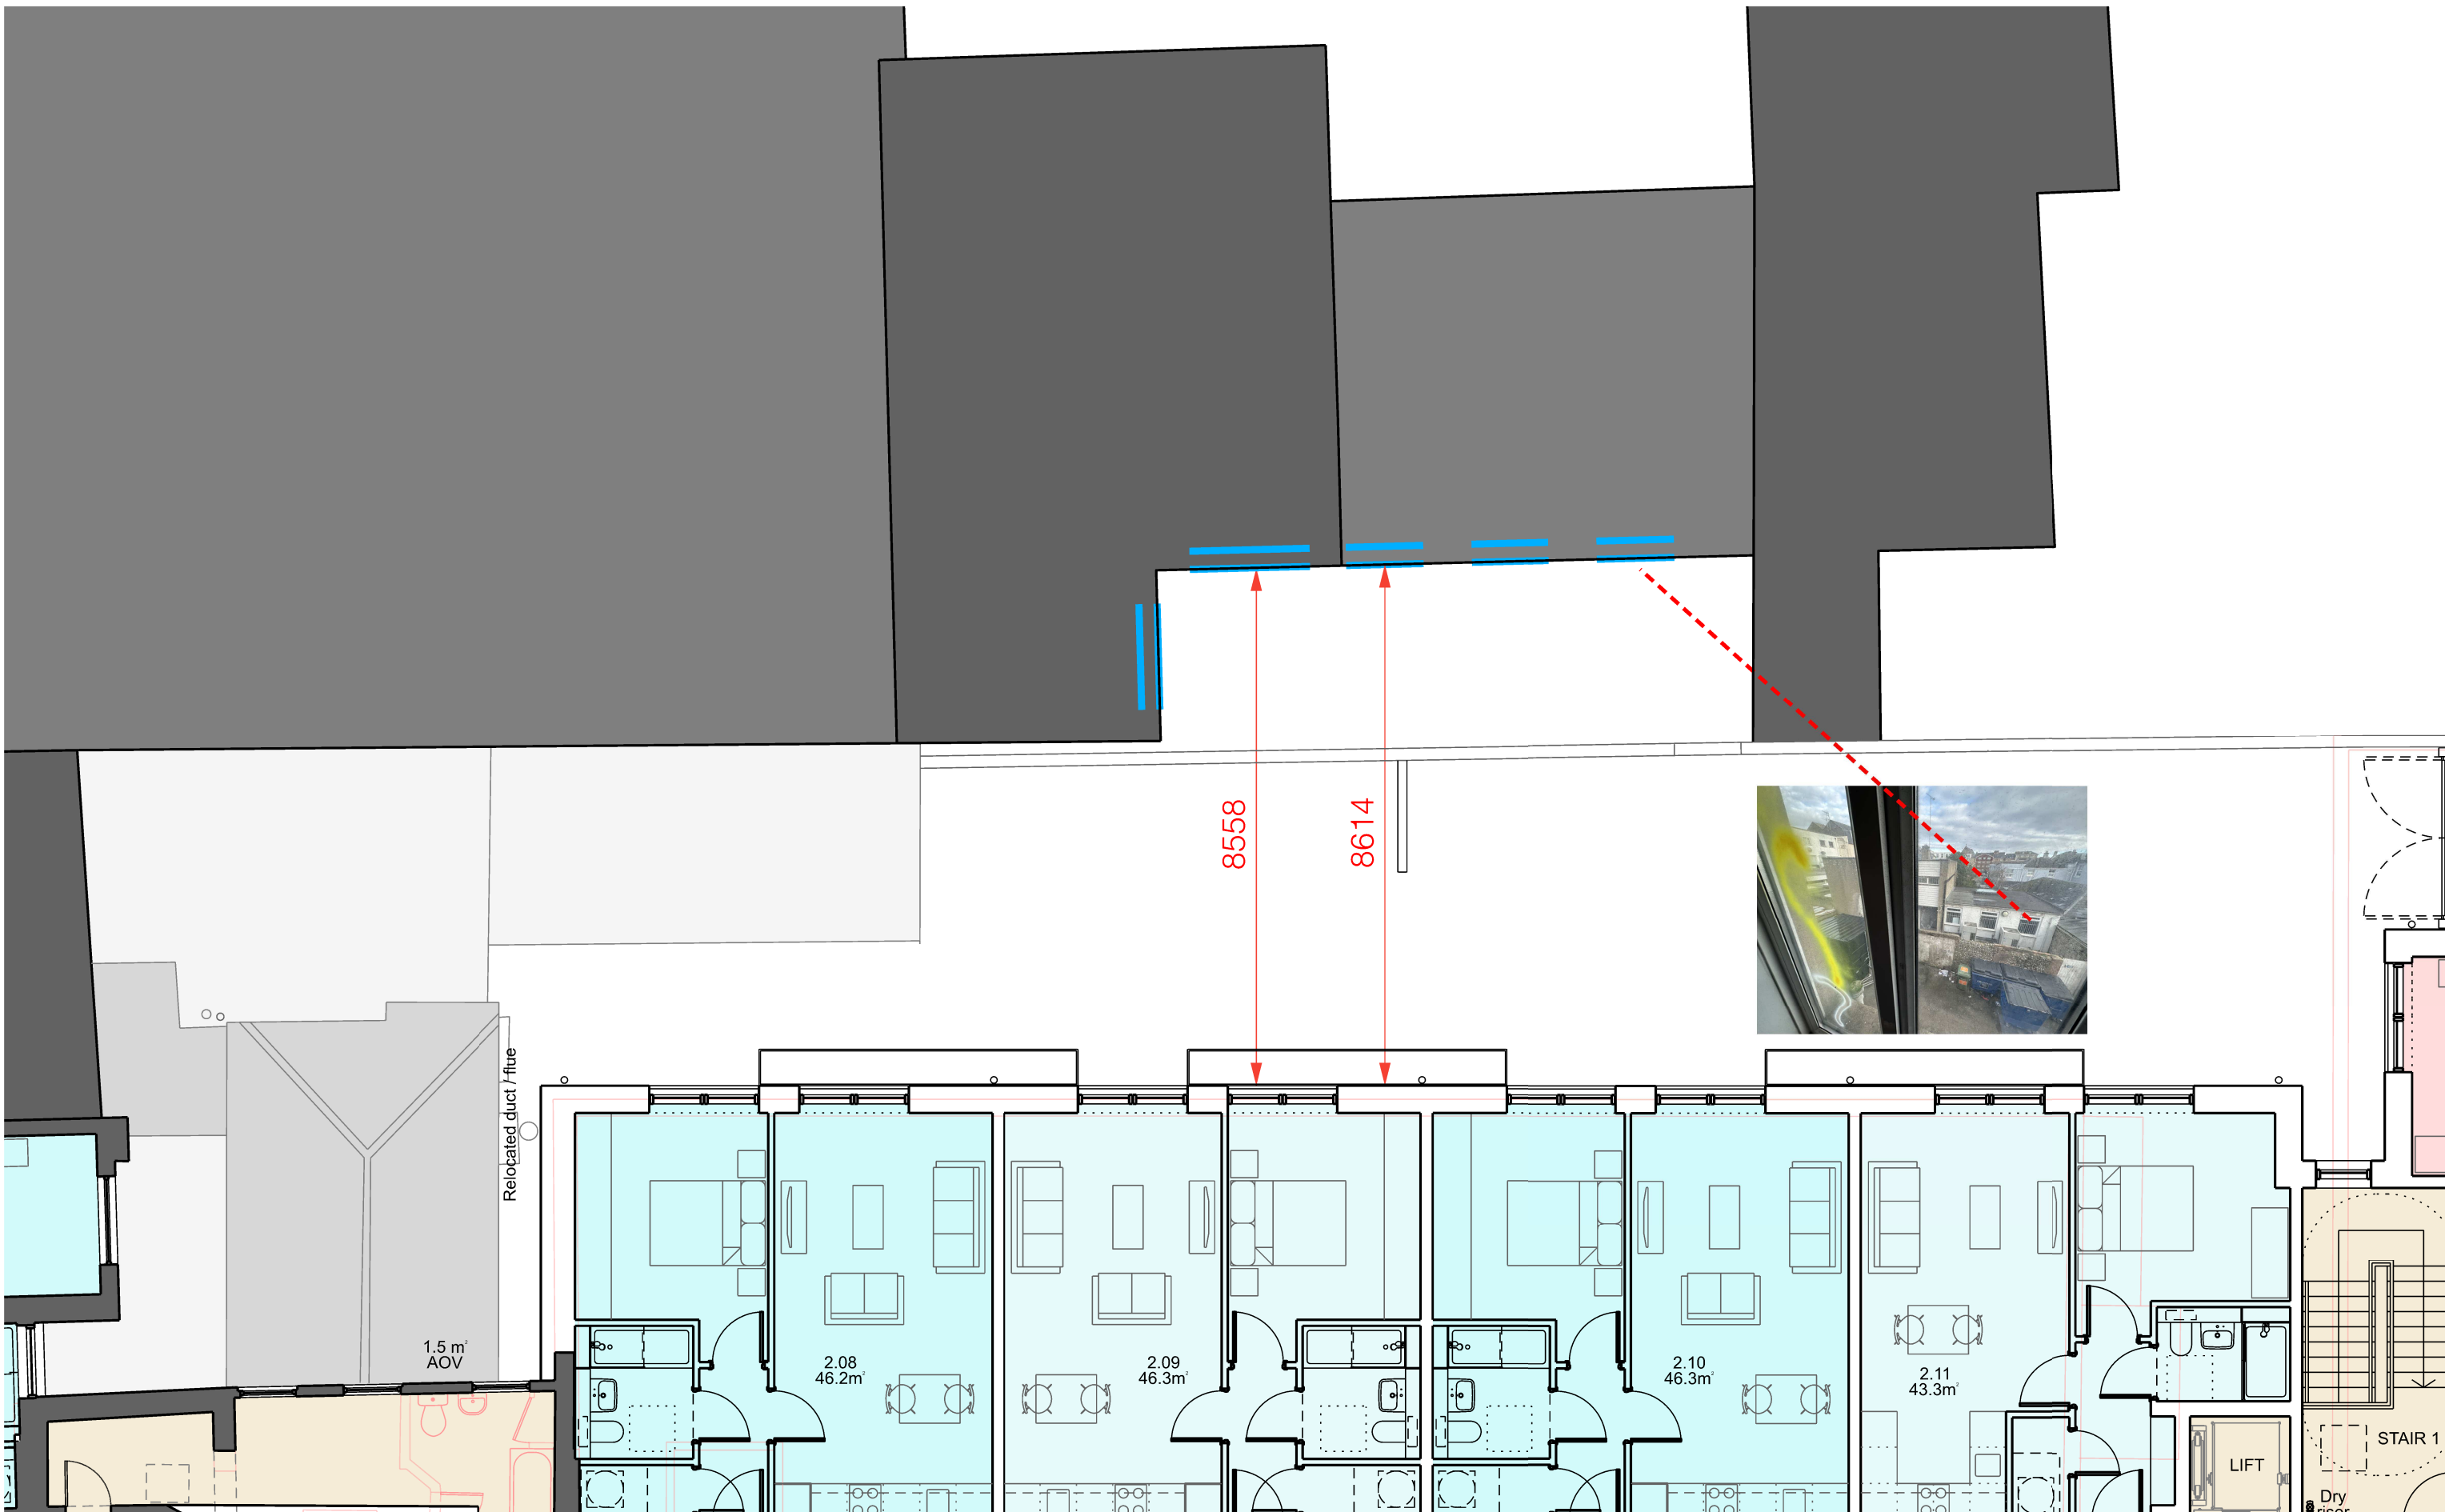 8558
8614
Relocated duct / flue
1.5 m²
AOV
2.08
46.2m²
2.09
46.3m²
2.10
46.3m²
2.11
43.3m²
STAIR 1
LIFT
Dry
riser